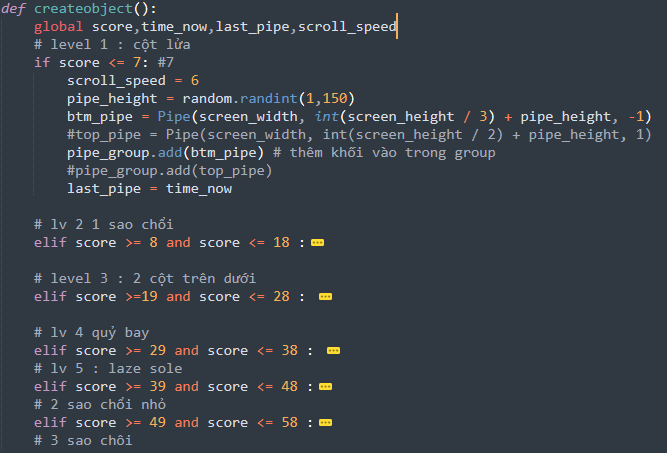 def createobject():
    global score,time_now,last_pipe,scroll_speed
    # level 1 : cột lửa
    if score <= 7: #7
        scroll_speed = 6
        pipe_height = random.randint(1,150)
        btm_pipe = Pipe(screen_width, int(screen_height / 3) + pipe_height, -1)
        #top_pipe = Pipe(screen_width, int(screen_height / 2) + pipe_height, 1)
        pipe_group.add(btm_pipe) # thêm khối vào trong group
        #pipe_group.add(top_pipe)
        last_pipe = time_now
    # lv 2 1 sao chổi
    elif score >= 8 and score <= 18 :
    # level 3 : 2 cột trên dưới
    elif score >=19 and score <= 28 :
    # lv 4 quỷ bay
    elif score >= 29 and score <= 38 :
    # lv 5 : laze sole
    elif score >= 39 and score <= 48 :
    # 2 sao chổi nhỏ
    elif score >= 49 and score <= 58 :
    # 3 sao chôi